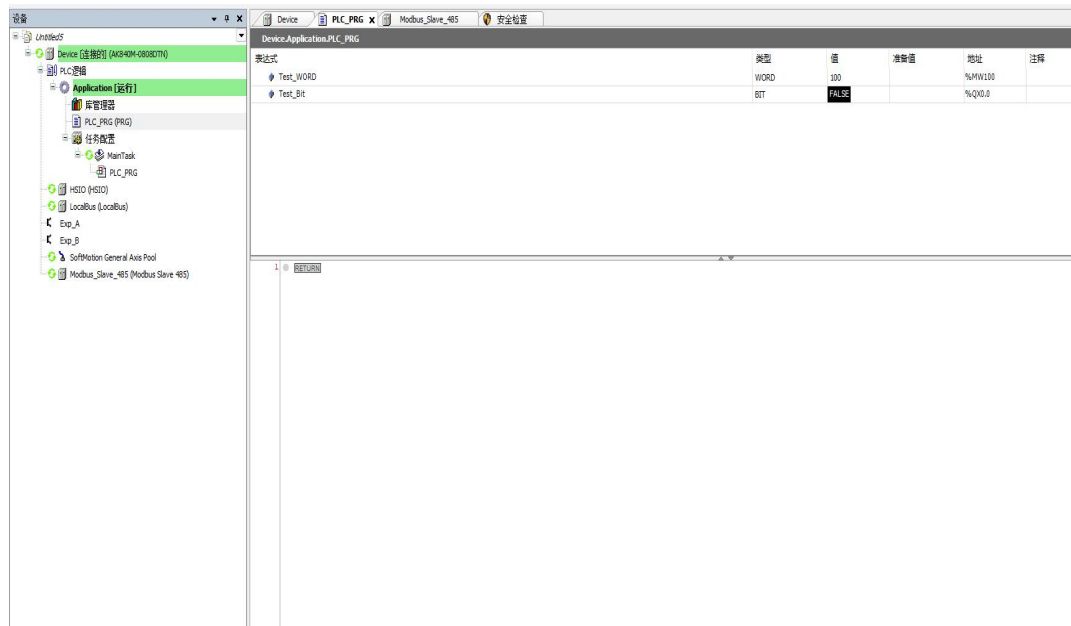 设备
Untitled5
Device [连接的] (AK840M-0808DTN)
PLC逻辑
Application [运行]
库管理器
PLC_PRG (PRG)
任务配置
MainTask
PLC_PRG
HSIO (HSIO)
LocalBus (LocalBus)
Exp_A
Exp_B
SoftMotion General Axis Pool
Modbus_Slave_485 (Modbus Slave 485)
Device PLC_PRG Modbus_Slave_485 安全检查
Device.Application.PLC_PRG
表达式 类型 值 准备值 地址 注释
Test_WORD WORD 100 %MW100
Test_Bit BIT FALSE %QX0.0
1 RETURN